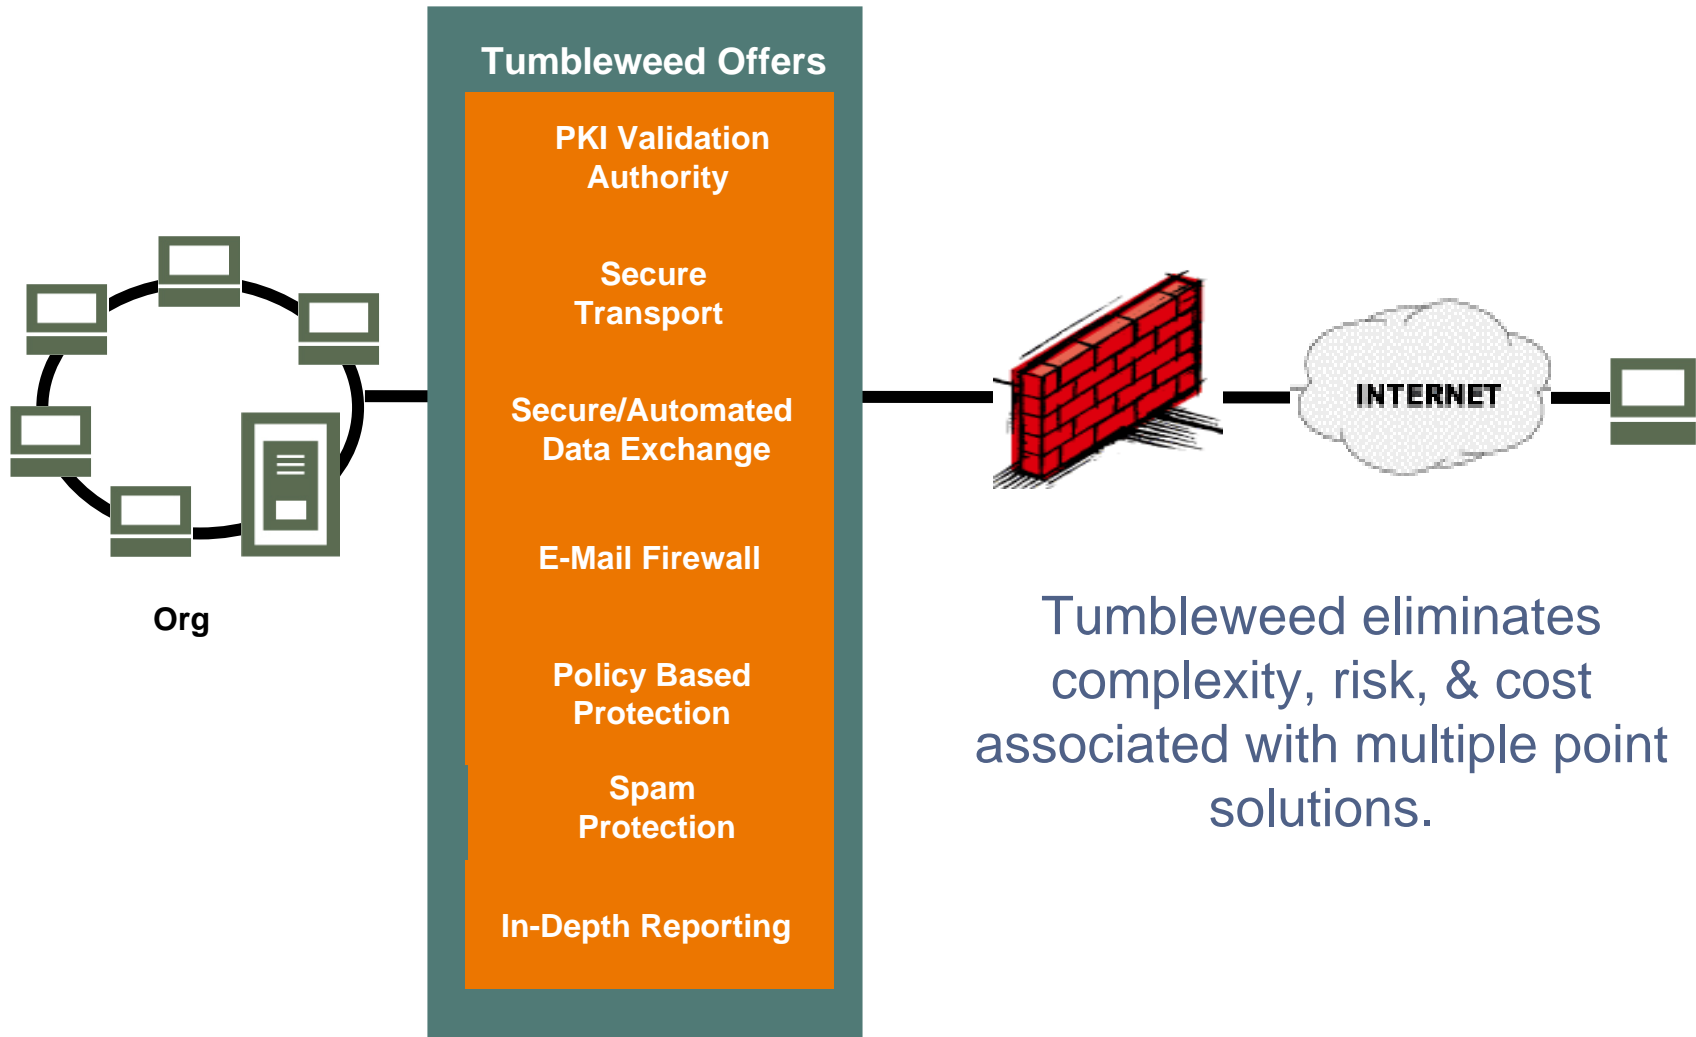 Tumbleweed Offers
PKI Validation
Authority
Secure
Transport
Secure/Automated
Data Exchange
E-Mail Firewall
Policy Based
Protection
Spam
Protection
In-Depth Reporting
Org
INTERNET
Tumbleweed eliminates
complexity, risk, & cost
associated with multiple point
solutions.